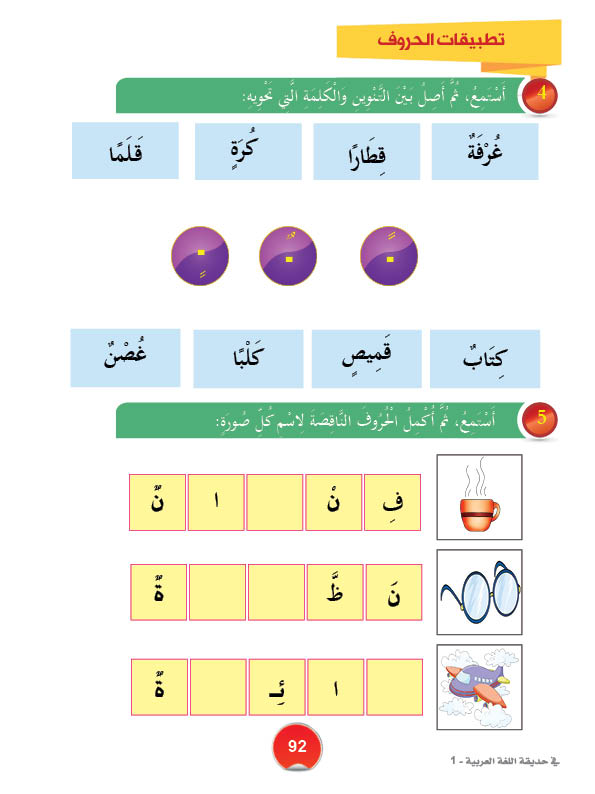 تطبيقات الحروف
4 أَسْتَمِعُ، ثُمَّ أَصِلُ بَيْنَ التَّنْوِينِ وَالْكَلِمَةِ الَّتِي تَحْوِيهِ:
غُرْفَةٌ قِطَارًا كُرَةٍ قَلَمًا
ـً ـٌ ـٍ
كِتَابٌ قَمِيصٍ كَلْبًا غُصْنٌ
5 أَسْتَمِعُ، ثُمَّ أُكْمِلُ الْحُرُوفَ النَّاقِصَةَ لِاسْمِ كُلِّ صُورَةٍ:
فِ نْ ا نٌ
نَ ظَّ ةٌ
ا ئِـ ةٌ
92
في حديقة اللغة العربية - 1